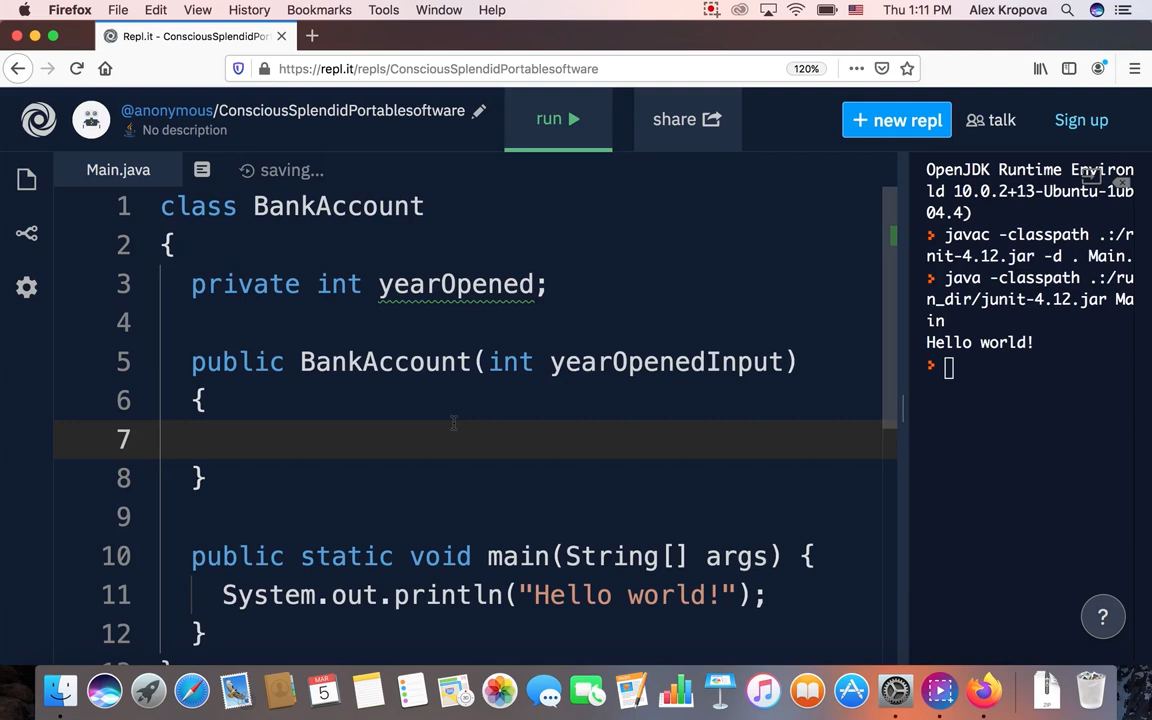 Firefox File Edit View History Bookmarks Tools Window Help Thu 1:11 PM Alex Kropova
Repl.it - ConsciousSplendidPor
https://repl.it/repls/ConsciousSplendidPortablesoftware 120%
@anonymous/ConsciousSplendidPortablesoftware
No description
run
share
+ new repl
talk
Sign up
Main.java
saving...
1 class BankAccount
2 {
3 private int yearOpened;
4
5 public BankAccount(int yearOpenedInput)
6 {
7
8 }
9
10 public static void main(String[] args) {
11 System.out.println("Hello world!");
12 }
OpenJDK Runtime Environ
ld 10.0.2+13-Ubuntu-1ub
04.4)
javac -classpath .:/r
nit-4.12.jar -d . Main.
java -classpath .:/ru
n_dir/junit-4.12.jar Ma
in
Hello world!
?
MAR
5
ZIP